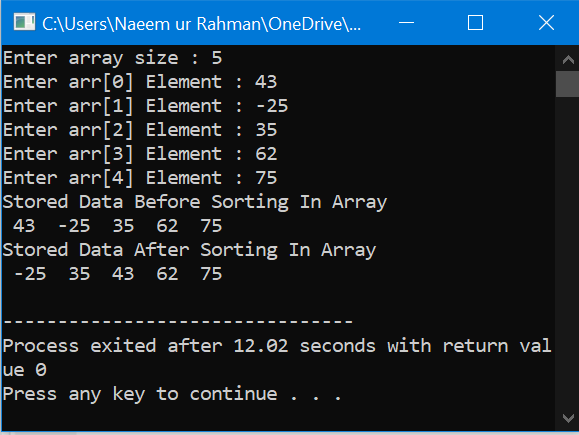 C:\Users\Naeem ur Rahman\OneDrive\...
Enter array size : 5
Enter arr[0] Element : 43
Enter arr[1] Element : -25
Enter arr[2] Element : 35
Enter arr[3] Element : 62
Enter arr[4] Element : 75
Stored Data Before Sorting In Array
 43  -25  35  62  75
Stored Data After Sorting In Array
 -25  35  43  62  75
--------------------------------
Process exited after 12.02 seconds with return val
ue 0
Press any key to continue . . .